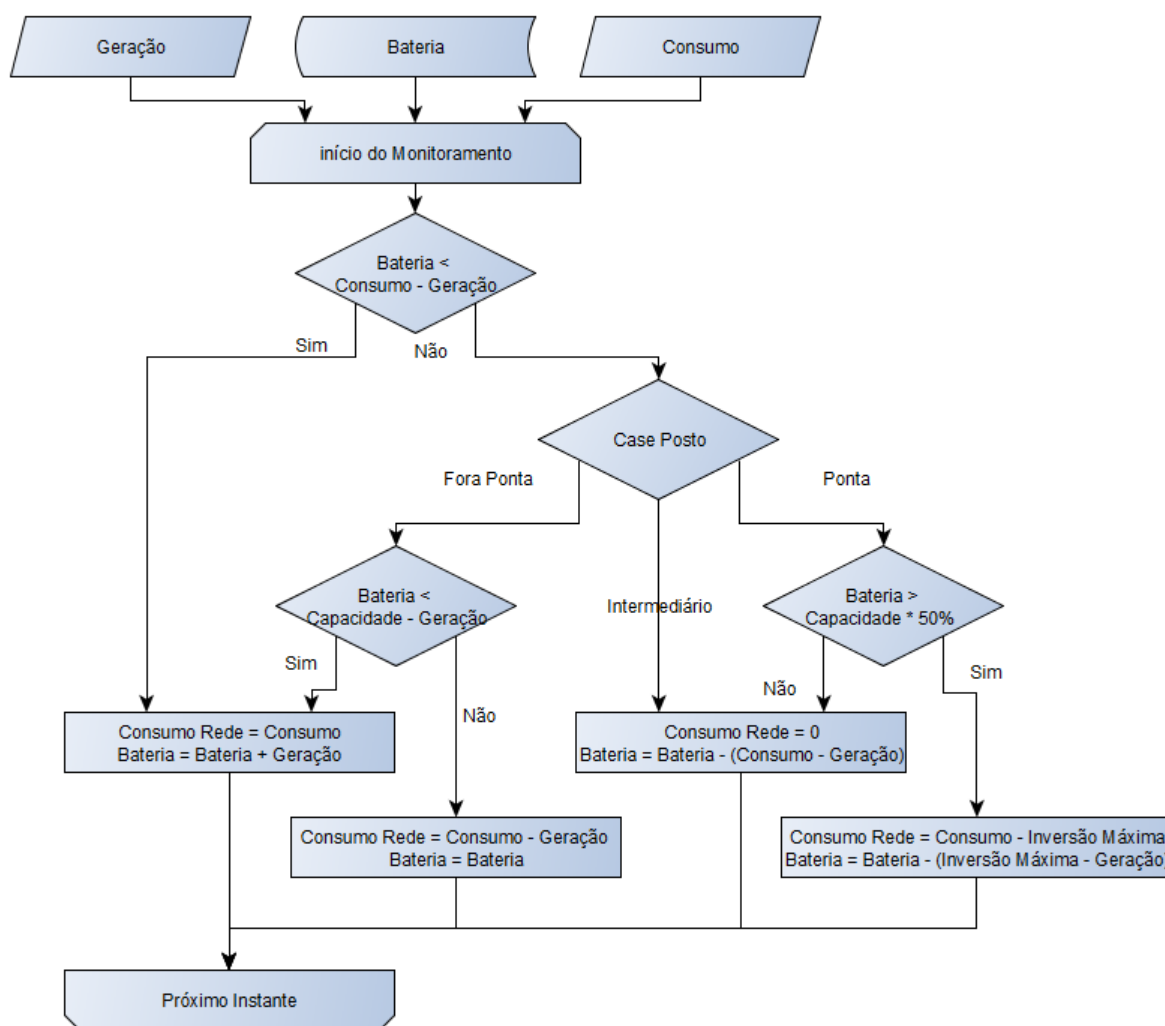 Geração
Bateria
Consumo
início do Monitoramento
Bateria <
Consumo - Geração
Sim
Não
Case Posto
Fora Ponta
Ponta
Bateria <
Capacidade - Geração
Intermediário
Bateria >
Capacidade * 50%
Sim
Não
Não
Sim
Consumo Rede = Consumo
Bateria = Bateria + Geração
Consumo Rede = 0
Bateria = Bateria - (Consumo - Geração)
Consumo Rede = Consumo - Geração
Bateria = Bateria
Consumo Rede = Consumo - Inversão Máxima
Bateria = Bateria - (Inversão Máxima - Geração)
Próximo Instante